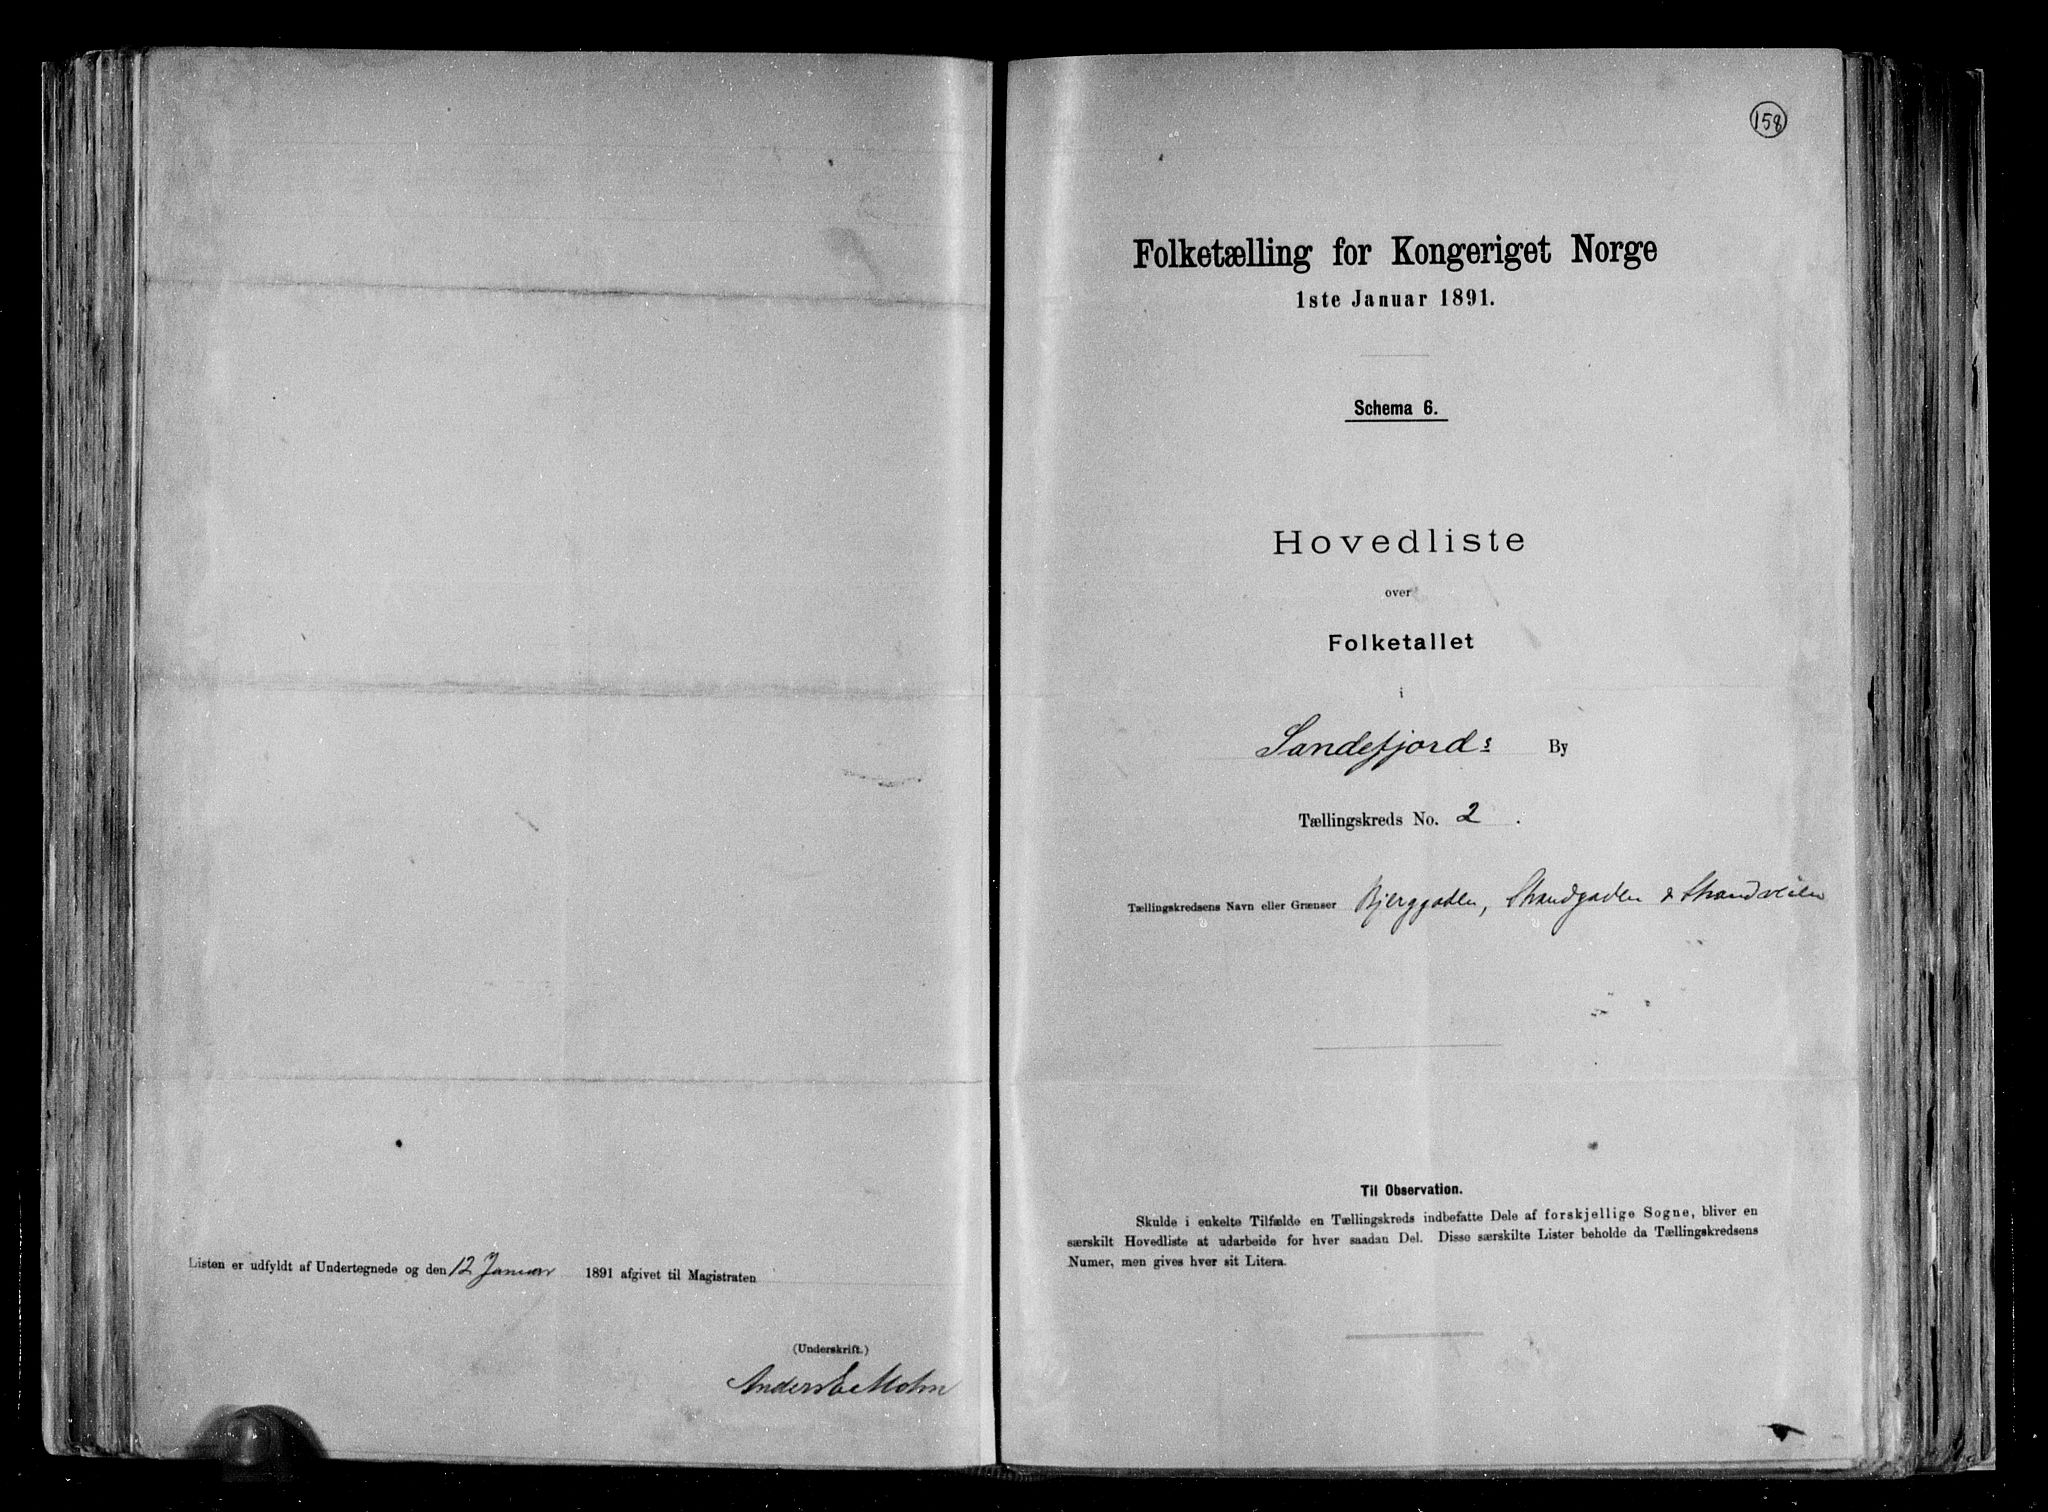 Listen er udfyldt af Undertegnede og den 12 Januar 1891 afgivet til Magistraten
(Underskrift.)
Anders E. Mohn
158
Folketælling for Kongeriget Norge
1ste Januar 1891.
Schema 6.
Hovedliste
over
Folketallet
i
Sandefjords By
Tællingskreds No. 2 .
Tællingskredsens Navn eller Grænser Bjerggaden, Strandgaden & Strandveien
Til Observation.
Skulde i enkelte Tilfælde en Tællingskreds indbefatte Dele af forskjellige Sogne, bliver en
særskilt Hovedliste at udarbeide for hver saadan Del. Disse særskilte Lister beholde da Tællingskredsens
Numer, men gives hver sit Litera.